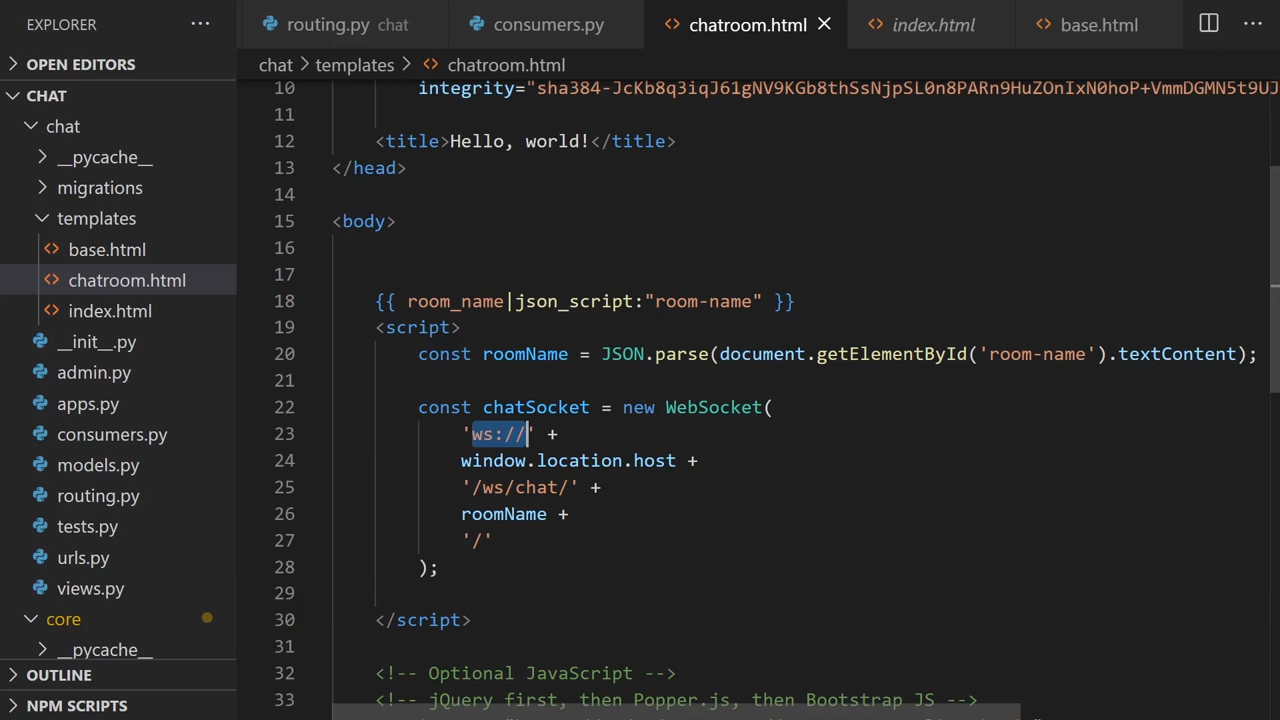 EXPLORER
OPEN EDITORS
CHAT
chat
__pycache__
migrations
templates
base.html
chatroom.html
index.html
__init__.py
admin.py
apps.py
consumers.py
models.py
routing.py
tests.py
urls.py
views.py
core
__pycache__
OUTLINE
NPM SCRIPTS
routing.py chat
consumers.py
chatroom.html
index.html
base.html
chat > templates > chatroom.html
10 integrity="sha384-JcKb8q3iqJ61gNV9KGb8thSsNjpSL0n8PARn9HuZOnIxN0hoP+VmmDGMN5t9UJ
11
12 <title>Hello, world!</title>
13 </head>
14
15 <body>
16
17
18 {{ room_name|json_script:"room-name" }}
19 <script>
20 const roomName = JSON.parse(document.getElementById('room-name').textContent);
21
22 const chatSocket = new WebSocket(
23 'ws://' +
24 window.location.host +
25 '/ws/chat/' +
26 roomName +
27 '/'
28 );
29
30 </script>
31
32 <!-- Optional JavaScript -->
33 <!-- jQuery first, then Popper.js, then Bootstrap JS -->